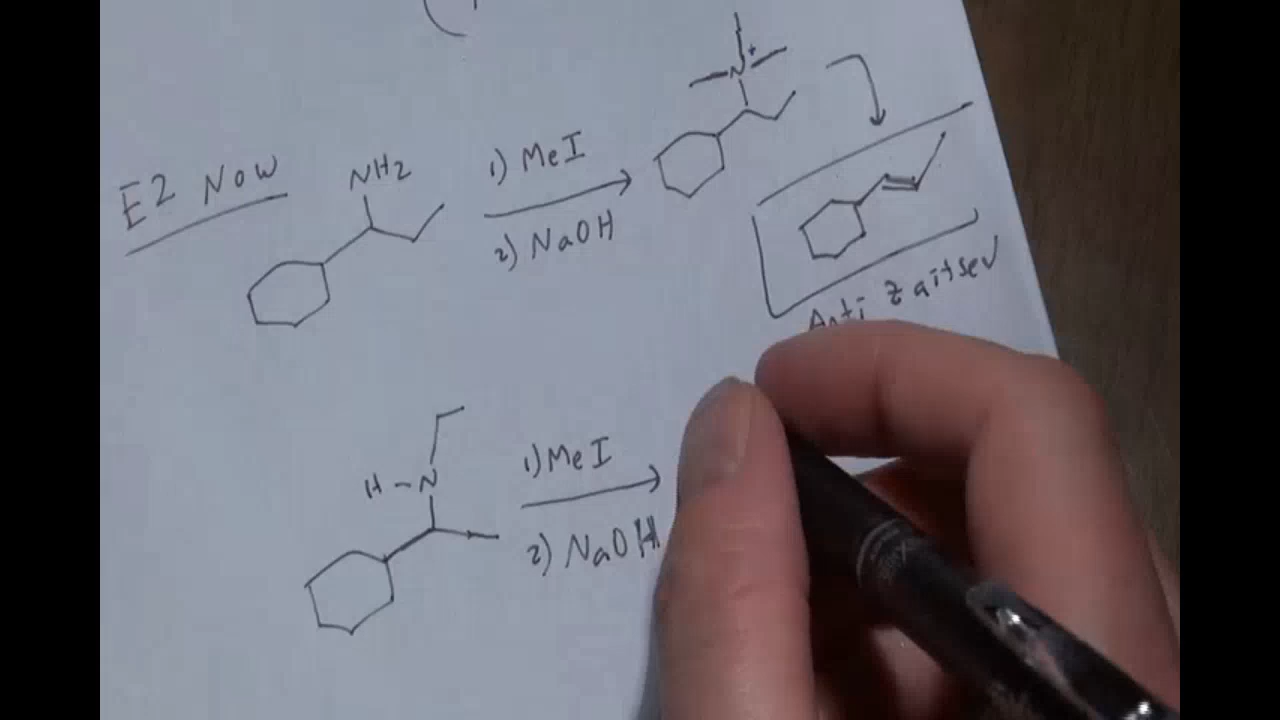 E2 NOW
NH2
1) MeI
2) NaOH
N+
Anti Zaitsev
H-N
1) MeI
2) NaOH